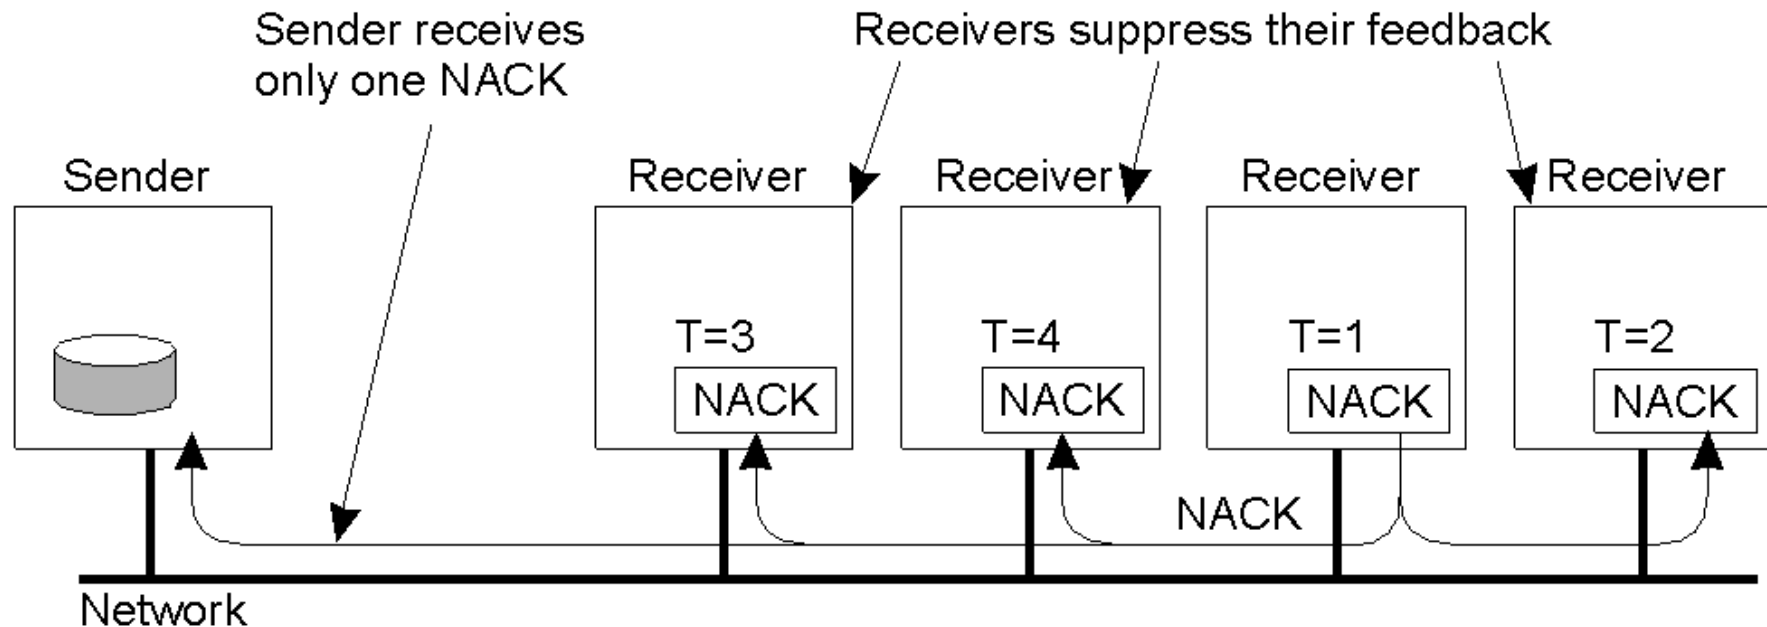 Sender receives
only one NACK
Receivers suppress their feedback
Sender
Receiver
Receiver
Receiver
Receiver
T=3
T=4
T=1
T=2
NACK
NACK
NACK
NACK
NACK
Network